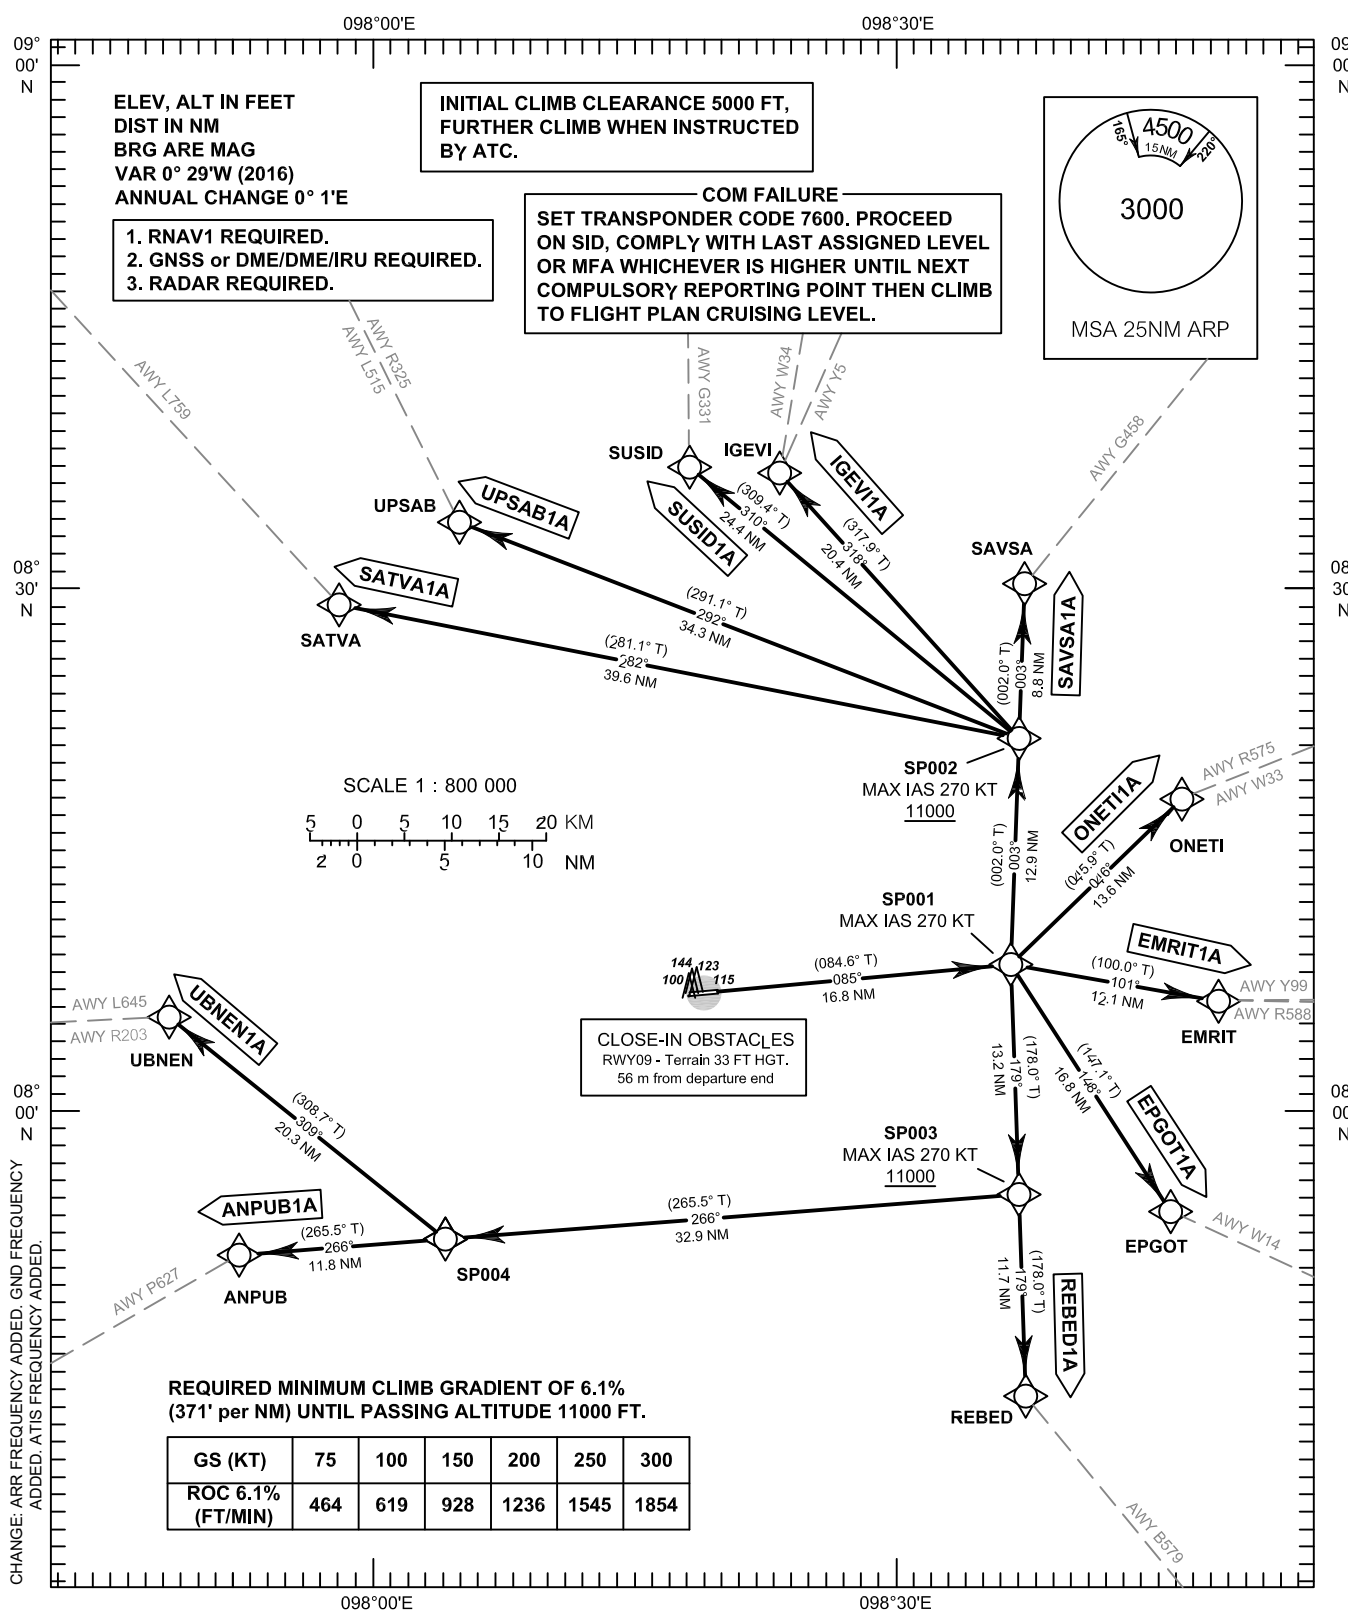 098°00'E
098°30'E
09°
00'
N
09
00
N
ELEV, ALT IN FEET
DIST IN NM
BRG ARE MAG
VAR 0° 29'W (2016)
ANNUAL CHANGE 0° 1'E
INITIAL CLIMB CLEARANCE 5000 FT,
FURTHER CLIMB WHEN INSTRUCTED
BY ATC.
165°
4500
15NM
220°
3000
MSA 25NM ARP
COM FAILURE
SET TRANSPONDER CODE 7600. PROCEED
ON SID, COMPLY WITH LAST ASSIGNED LEVEL
OR MFA WHICHEVER IS HIGHER UNTIL NEXT
COMPULSORY REPORTING POINT THEN CLIMB
TO FLIGHT PLAN CRUISING LEVEL.
1. RNAV1 REQUIRED.
2. GNSS or DME/DME/IRU REQUIRED.
3. RADAR REQUIRED.
AWY L759
AWY R325
AWY L515
AWY G331
AWY W34
AWY Y5
AWY G458
SUSID
IGEVI
IGEVI1A
UPSAB
UPSAB1A
SUSID1A
(309.4° T)
310°
24.4 NM
(317.9° T)
318°
20.4 NM
SAVSA
08°
30'
N
08
30
N
SATVA1A
SATVA
(291.1° T)
292°
34.3 NM
(281.1° T)
282°
39.6 NM
(002.0° T)
003°
8.8 NM
SAVSA1A
SP002
MAX IAS 270 KT
11000
AWY R575
AWY W33
ONETI1A
ONETI
SCALE 1 : 800 000
5 0 5 10 15 20 KM
2 0 5 10 NM
(002.0° T)
003°
12.9 NM
(045.9° T)
046°
13.6 NM
SP001
MAX IAS 270 KT
EMRIT1A
144
123
100
115
(084.6° T)
085°
16.8 NM
(100.0° T)
101°
12.1 NM
AWY Y99
AWY R588
EMRIT
AWY L645
AWY R203
UBNEN
UBNEN1A
CLOSE-IN OBSTACLES
RWY09 - Terrain 33 FT HGT.
56 m from departure end
(178.0° T)
179°
13.2 NM
(147.1° T)
148°
16.8 NM
08°
00'
N
08
00
N
(308.7° T)
309°
20.3 NM
SP003
MAX IAS 270 KT
11000
EPGOT1A
ANPUB1A
(265.5° T)
266°
11.8 NM
(265.5° T)
266°
32.9 NM
EPGOT
AWY W14
SP004
ANPUB
AWY P627
(178.0° T)
179°
11.7 NM
REBED1A
REBED
AWY B579
REQUIRED MINIMUM CLIMB GRADIENT OF 6.1%
(371' per NM) UNTIL PASSING ALTITUDE 11000 FT.
GS (KT) 75 100 150 200 250 300
ROC 6.1%
(FT/MIN) 464 619 928 1236 1545 1854
CHANGE: ARR FREQUENCY ADDED. GND FREQUENCY
ADDED. ATIS FREQUENCY ADDED.
098°00'E
098°30'E